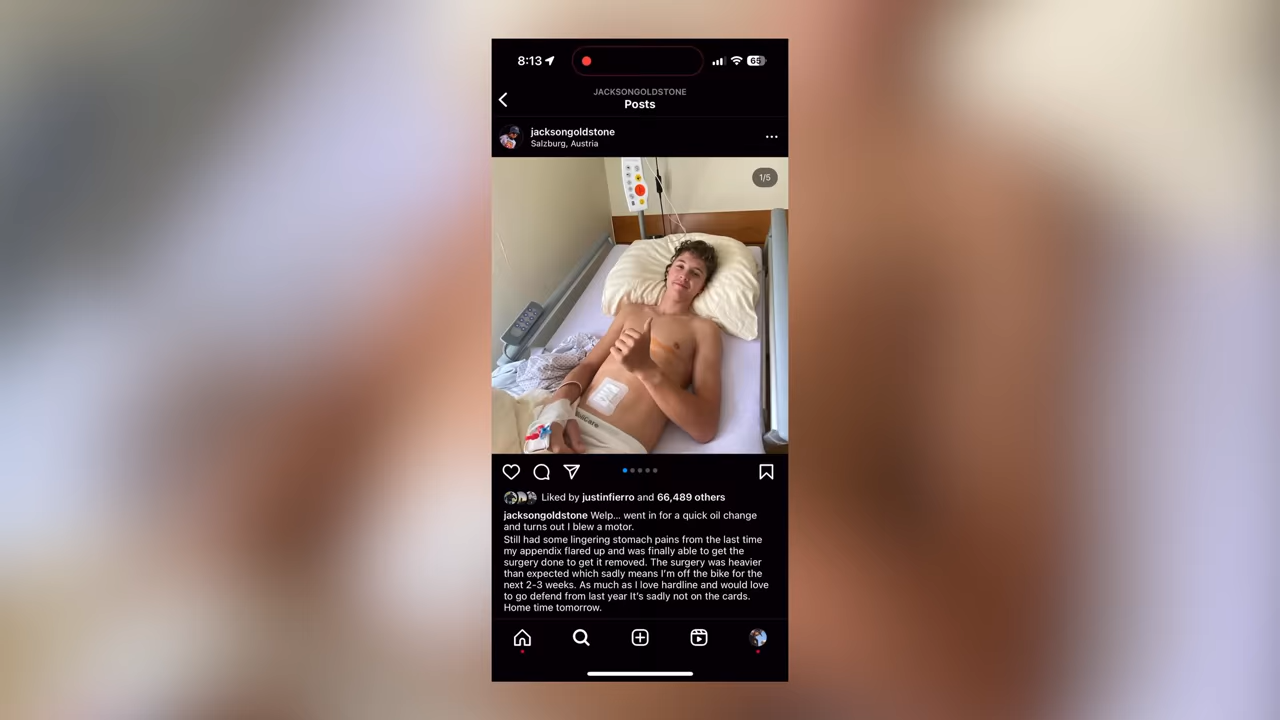 8:13
65
JACKSONGOLDSTONE
Posts
jacksongoldstone
Salzburg, Austria
1/5
Liked by justinfierro and 66,489 others
jacksongoldstone Welp... went in for a quick oil change
and turns out I blew a motor.
Still had some lingering stomach pains from the last time
my appendix flared up and was finally able to get the
surgery done to get it removed. The surgery was heavier
than expected which sadly means I'm off the bike for the
next 2-3 weeks. As much as I love hardline and would love
to go defend from last year It's sadly not on the cards.
Home time tomorrow.